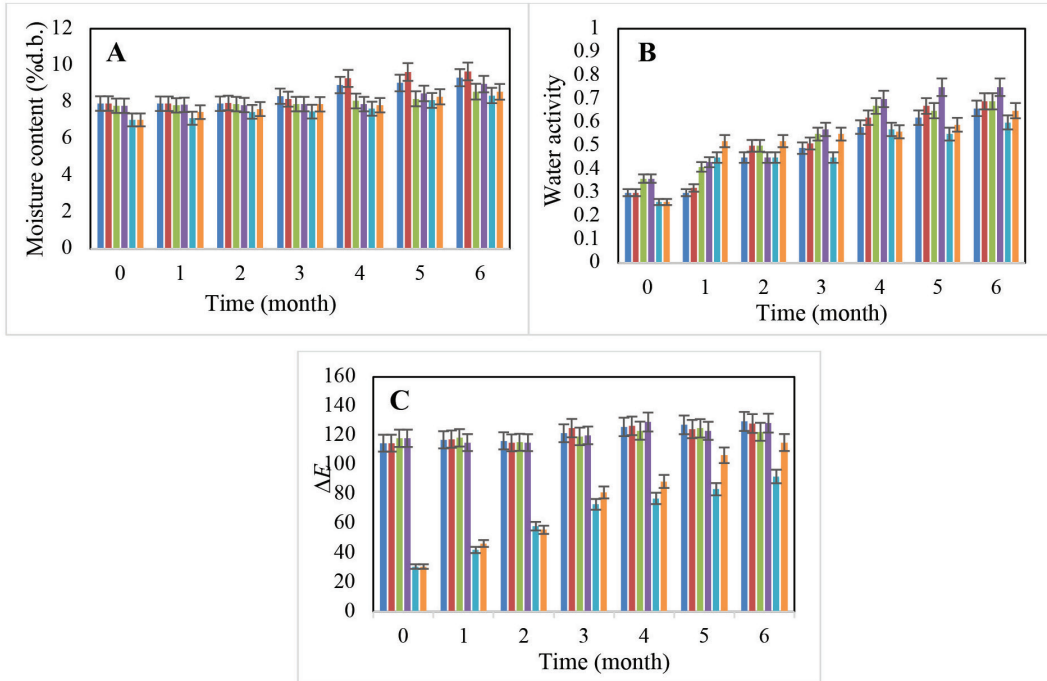 A
Moisture content (%d.b.)
12
10
8
6
4
2
0
0 1 2 3 4 5 6
Time (month)
B
Water activity
1
0.9
0.8
0.7
0.6
0.5
0.4
0.3
0.2
0.1
0
0 1 2 3 4 5 6
Time (month)
C
ΔE
160
140
120
100
80
60
40
20
0
0 1 2 3 4 5 6
Time (month)